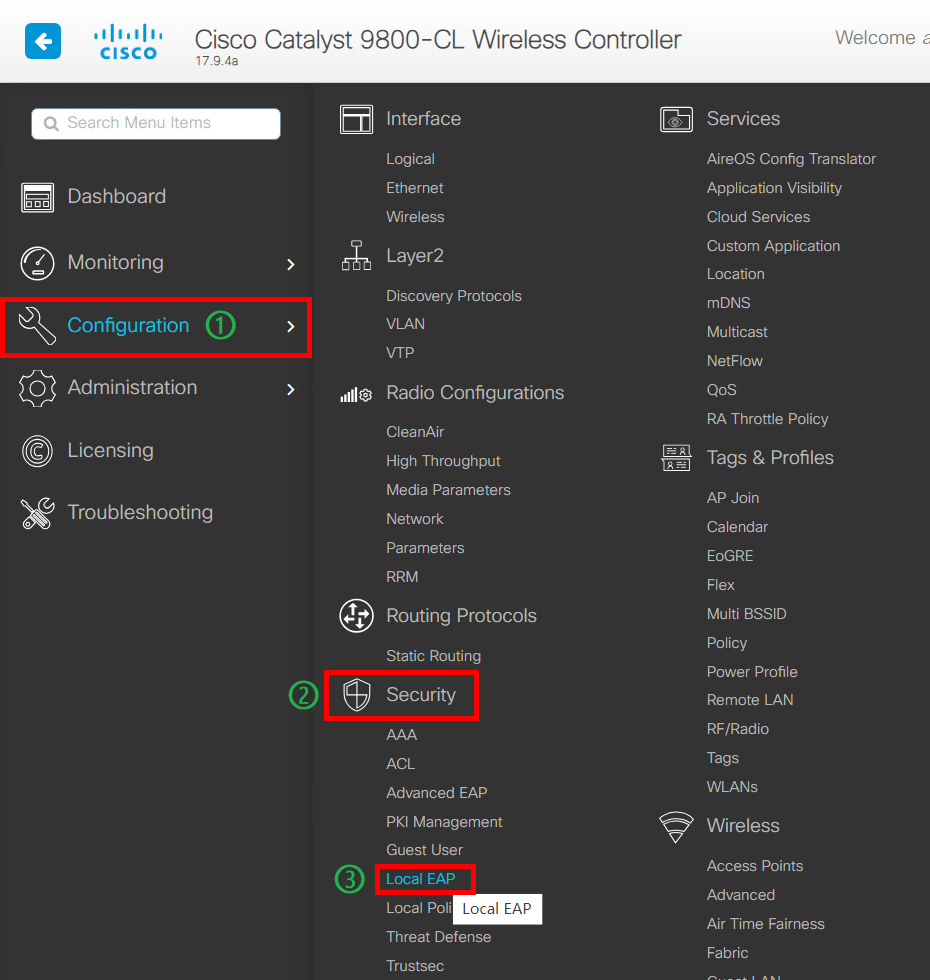 CISCO
Cisco Catalyst 9800-CL Wireless Controller
17.9.4a
Welcome
Search Menu Items
Dashboard
Monitoring
Configuration
1
Administration
Licensing
Troubleshooting
Interface
Logical
Ethernet
Wireless
Layer2
Discovery Protocols
VLAN
VTP
Radio Configurations
CleanAir
High Throughput
Media Parameters
Network
Parameters
RRM
Routing Protocols
Static Routing
2
Security
AAA
ACL
Advanced EAP
PKI Management
Guest User
3
Local EAP
Local Poli
Local EAP
Threat Defense
Trustsec
Services
AireOS Config Translator
Application Visibility
Cloud Services
Custom Application
Location
mDNS
Multicast
NetFlow
QoS
RA Throttle Policy
Tags & Profiles
AP Join
Calendar
EoGRE
Flex
Multi BSSID
Policy
Power Profile
Remote LAN
RF/Radio
Tags
WLANs
Wireless
Access Points
Advanced
Air Time Fairness
Fabric